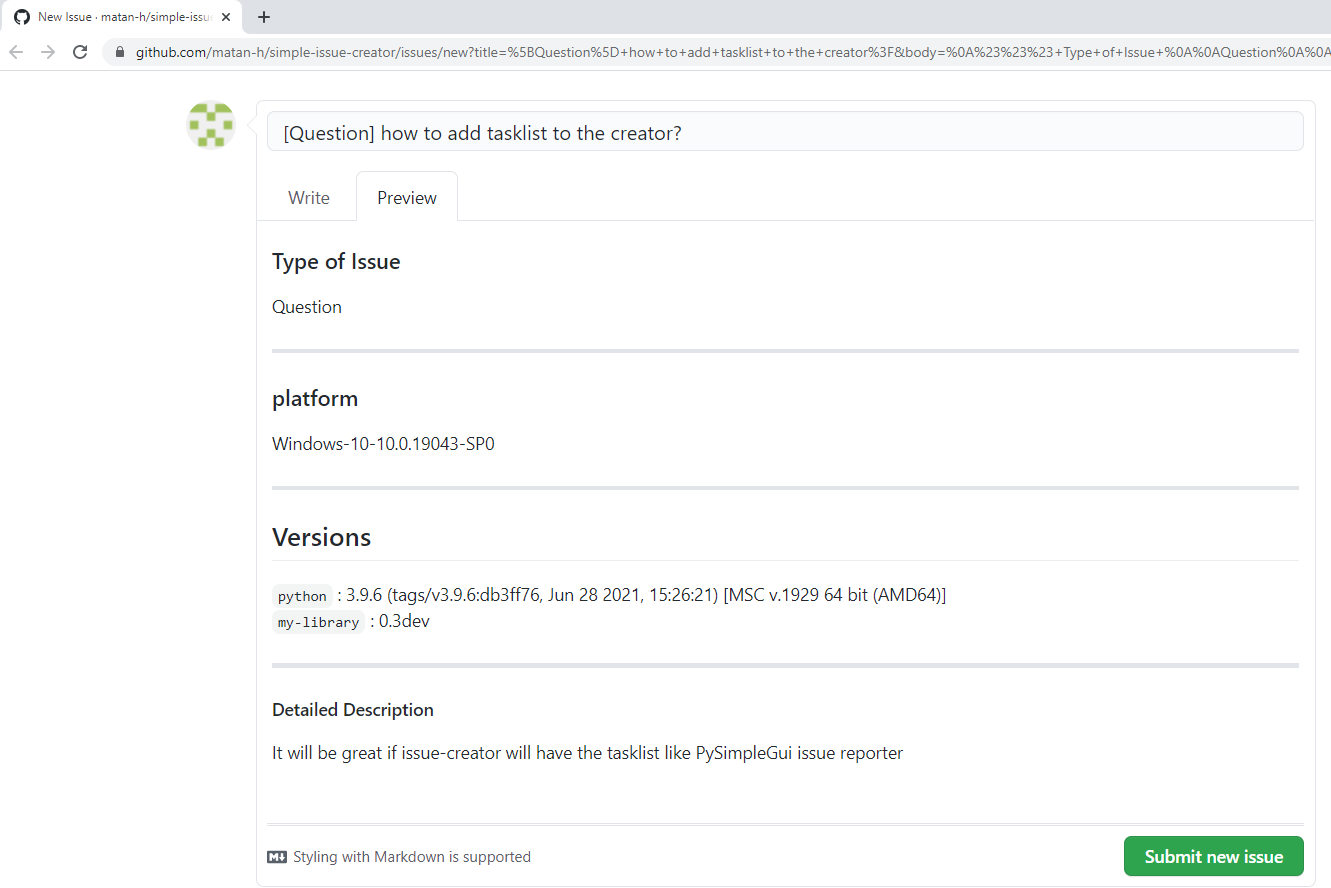 New Issue · matan-h/simple-issu
github.com/matan-h/simple-issue-creator/issues/new?title=%5BQuestion%5D+how+to+add+tasklist+to+the+creator%3F&body=%0A%23%23%23+Type+of+Issue+%0A%0AQuestion%0A%0A
[Question] how to add tasklist to the creator?
Write Preview
Type of Issue
Question
platform
Windows-10-10.0.19043-SP0
Versions
python : 3.9.6 (tags/v3.9.6:db3ff76, Jun 28 2021, 15:26:21) [MSC v.1929 64 bit (AMD64)]
my-library : 0.3dev
Detailed Description
It will be great if issue-creator will have the tasklist like PySimpleGui issue reporter
M Styling with Markdown is supported
Submit new issue